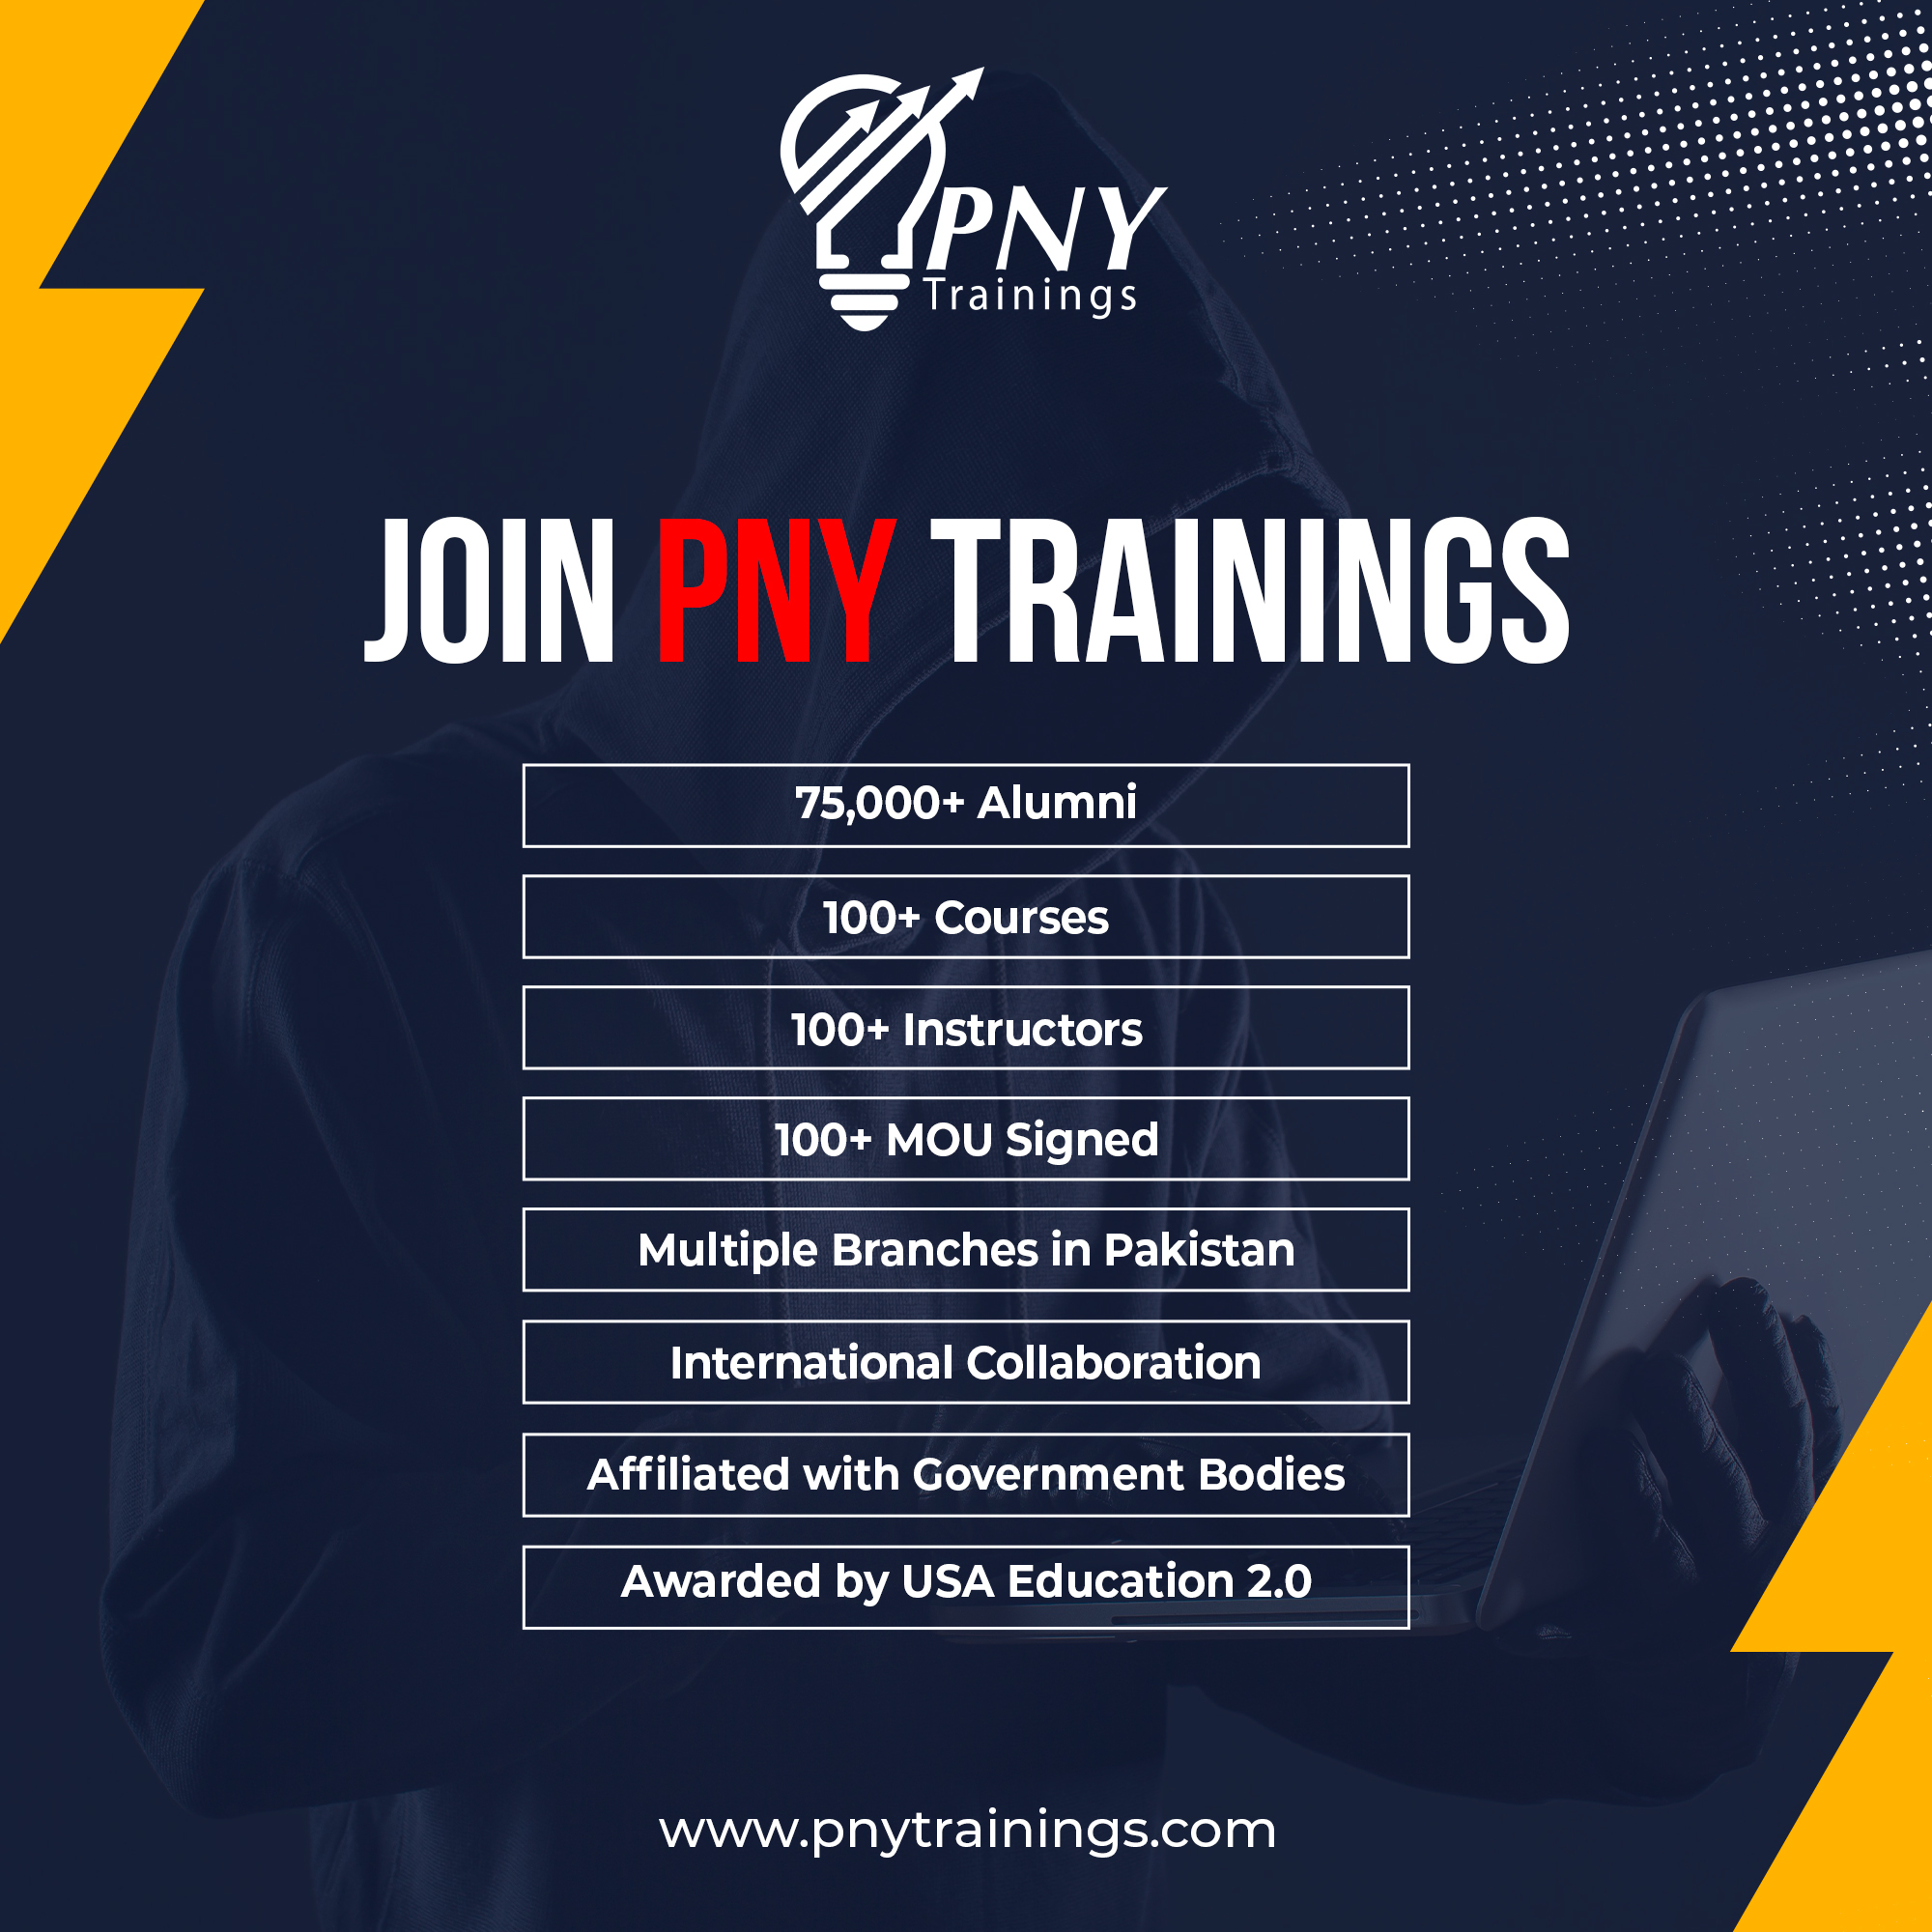 PNY
Trainings
JOIN PNY TRAININGS
75,000+ Alumni
100+ Courses
100+ Instructors
100+ MOU Signed
Multiple Branches in Pakistan
International Collaboration
Affiliated with Government Bodies
Awarded by USA Education 2.0
www.pnytrainings.com